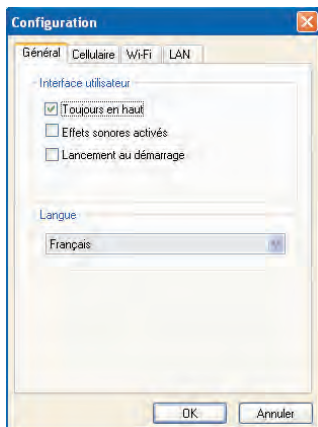 Configuration
Général Cellulaire Wi-Fi LAN
Interface utilisateur
Toujours en haut
Effets sonores activés
Lancement au démarrage
Langue
Français
OK Annuler